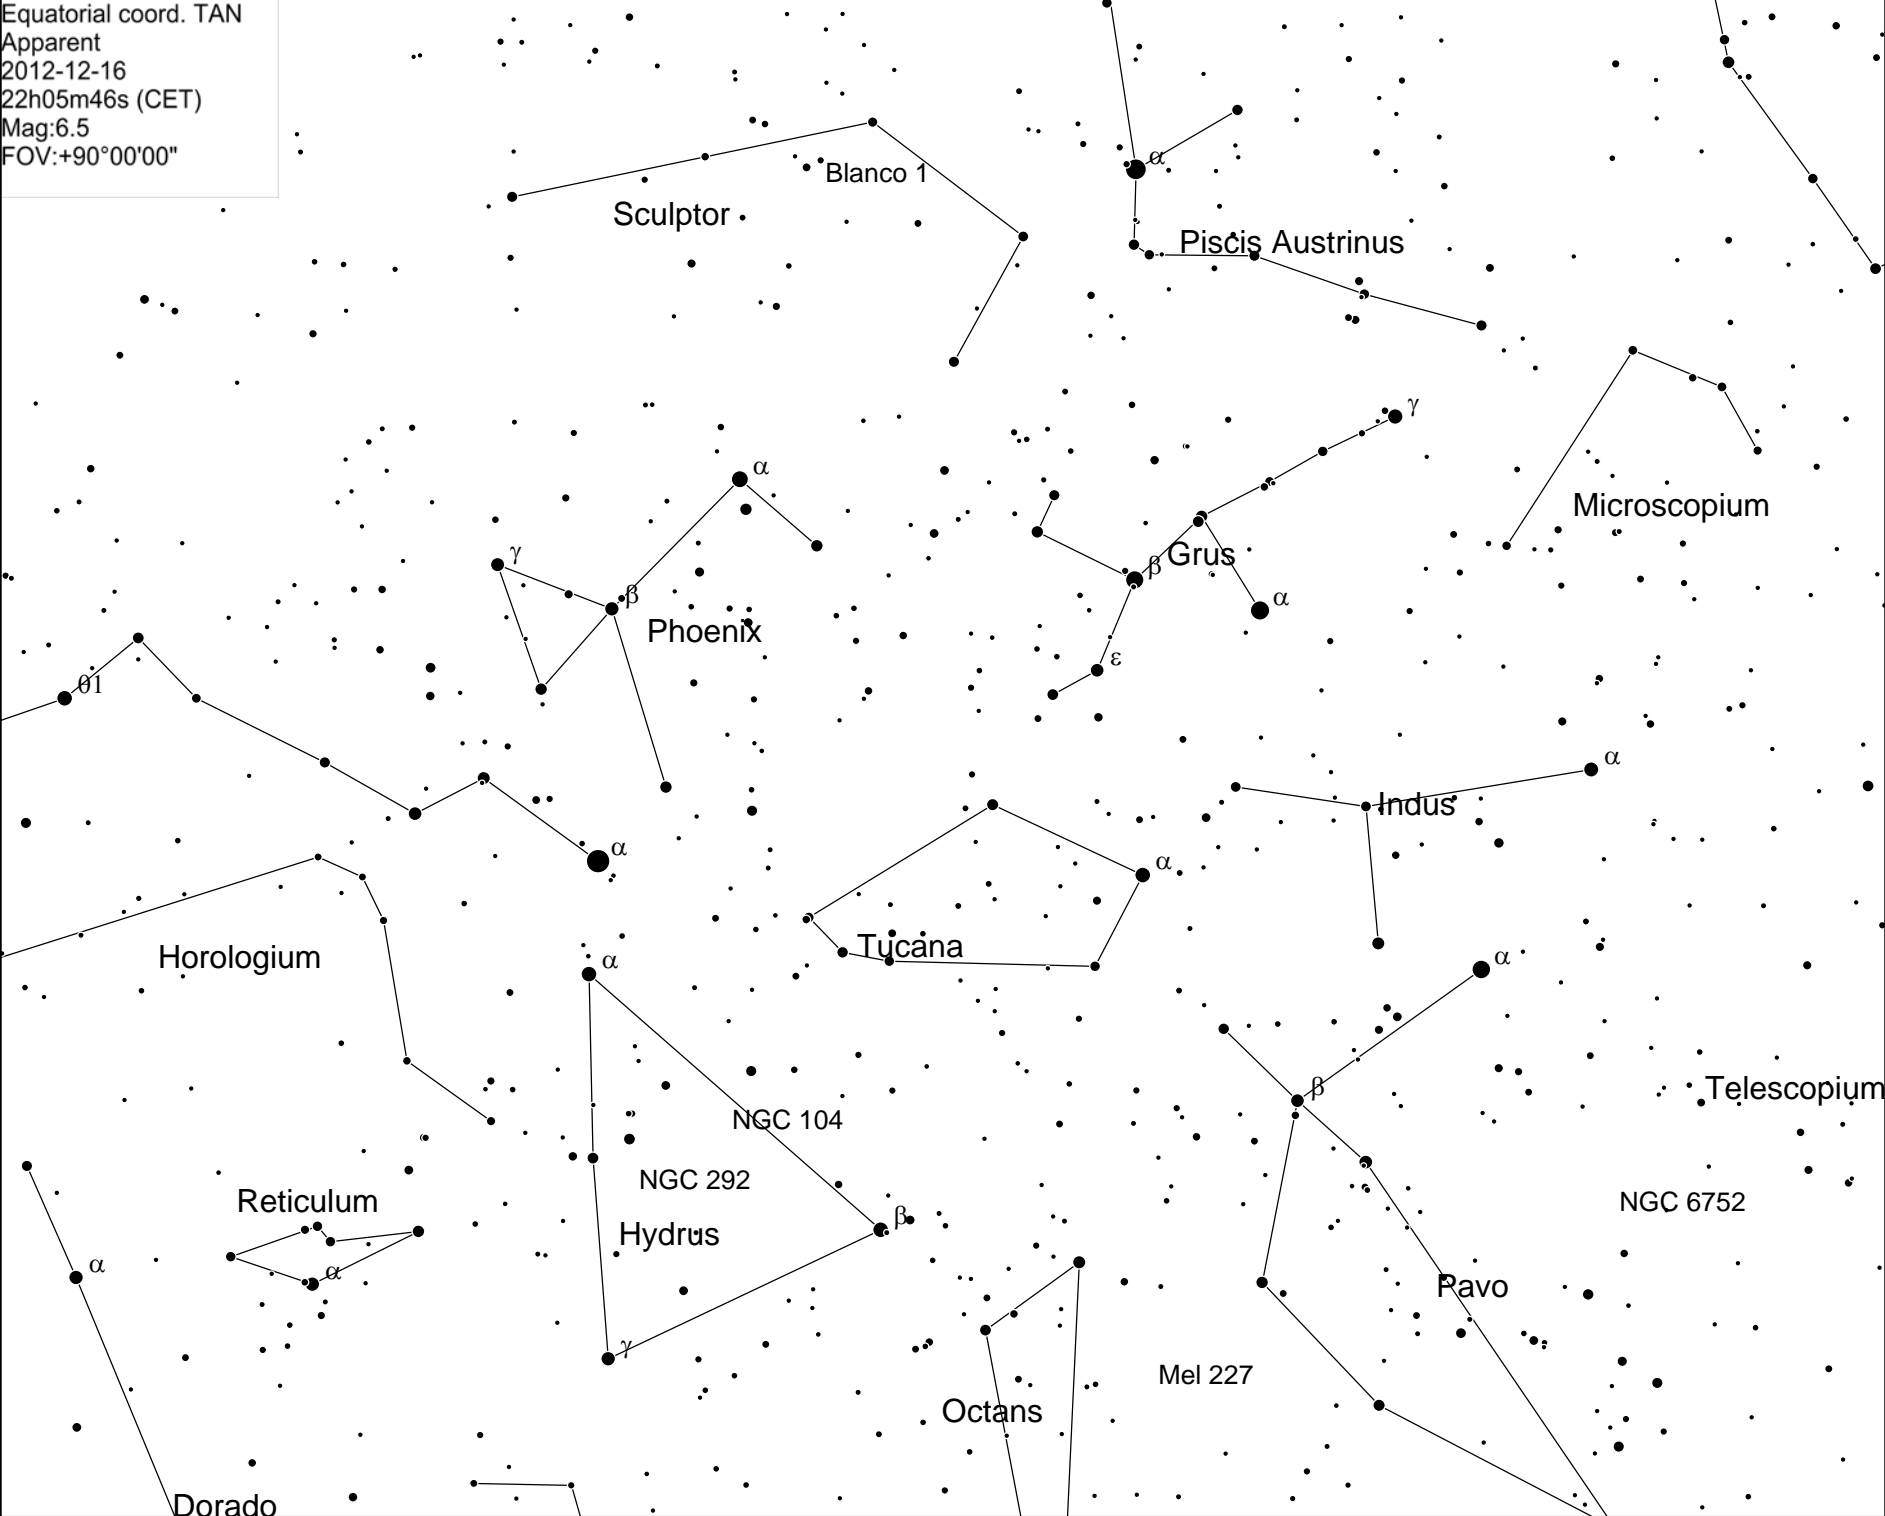 Equatorial coord. TAN
Apparent
2012-12-16
22h05m46s (CET)
Mag:6.5
FOV:+90°00'00"
α
Blanco 1
Sculptor
Piscis Austrinus
γ
α
Microscopium
γ
Grus
β
β
α
Phoenix
ε
θ1
α
Indus
α
α
Tucana
Horologium
α
α
β
Telescopium
NGC 104
NGC 292
Reticulum
NGC 6752
β
Hydrus
α
α
Pavo
γ
Mel 227
Octans
Dorado